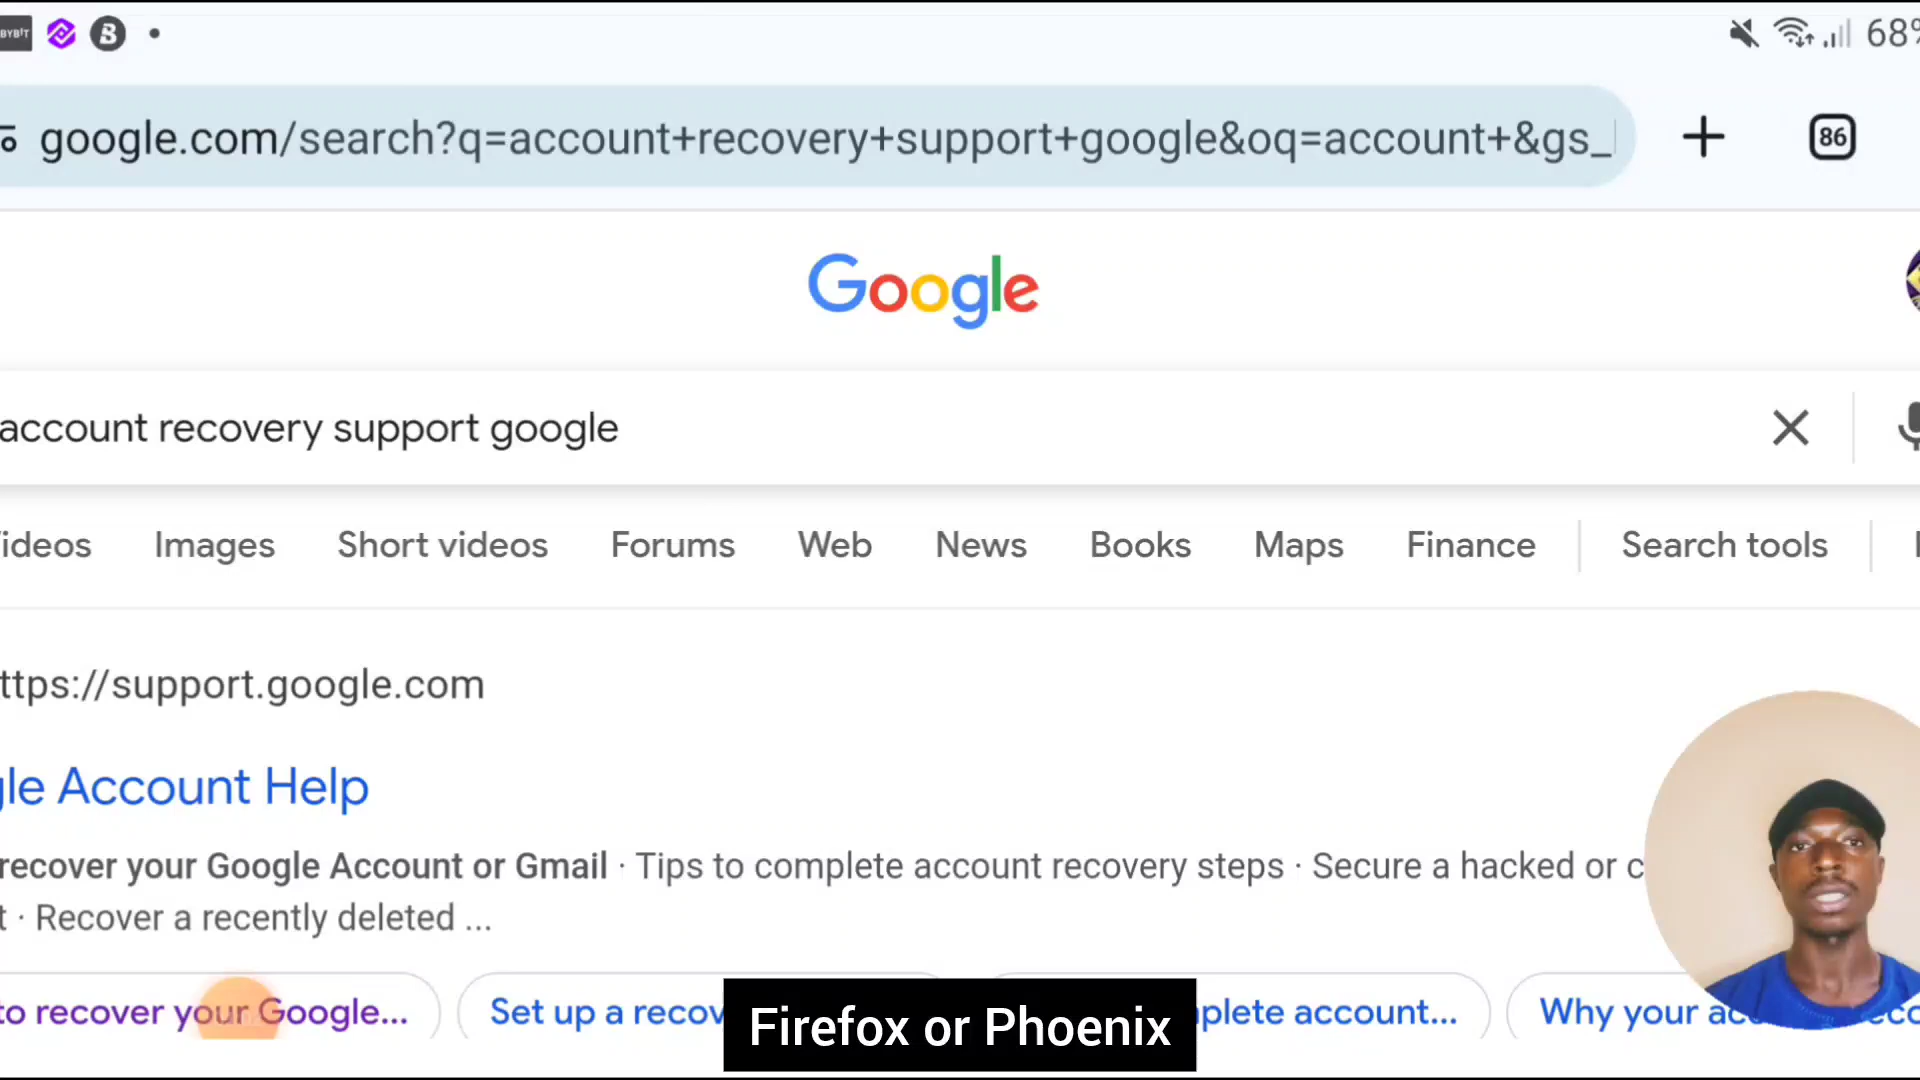 BYBIT
68%
google.com/search?q=account+recovery+support+google&oq=account+&gs_
86
Google
account recovery support google
ideos Images Short videos Forums Web News Books Maps Finance Search tools
ttps://support.google.com
gle Account Help
recover your Google Account or Gmail · Tips to complete account recovery steps · Secure a hacked or c
t · Recover a recently deleted ...
to recover your Google... Set up a recov plete account... Why your acc eco
Firefox or Phoenix